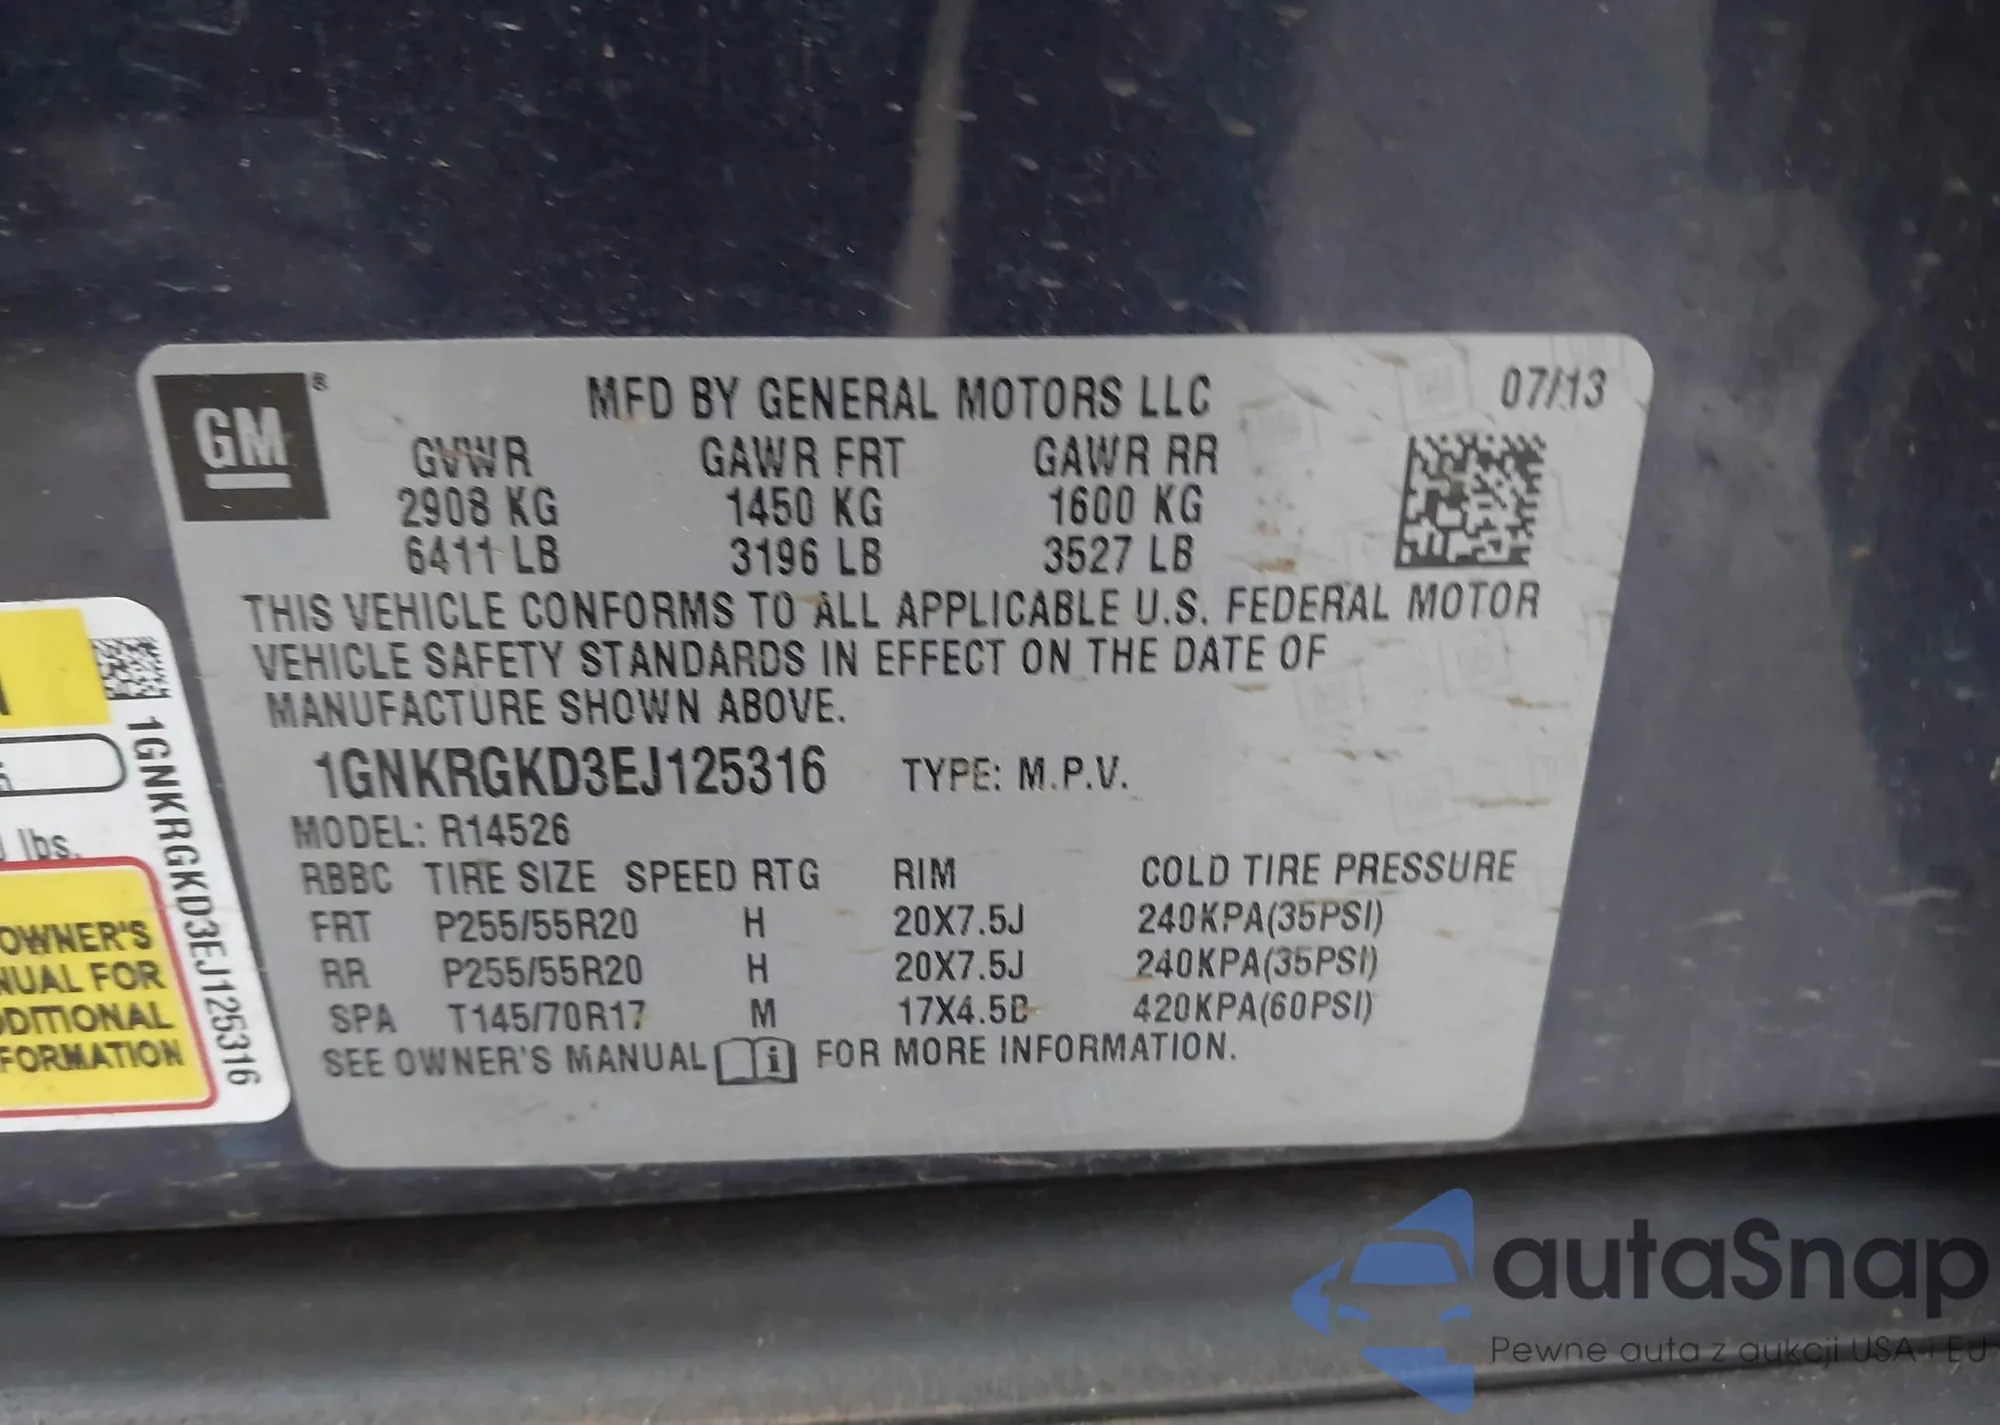 GM ®
MFD BY GENERAL MOTORS LLC
07/13
GVWR GAWR FRT GAWR RR
2908 KG 1450 KG 1600 KG
6411 LB 3196 LB 3527 LB
THIS VEHICLE CONFORMS TO ALL APPLICABLE U.S. FEDERAL MOTOR
VEHICLE SAFETY STANDARDS IN EFFECT ON THE DATE OF
MANUFACTURE SHOWN ABOVE.
1GNKRGKD3EJ125316 TYPE: M.P.V.
MODEL: R14526
RBBC TIRE SIZE SPEED RTG RIM COLD TIRE PRESSURE
FRT P255/55R20 H 20X7.5J 240KPA(35PSI)
RR P255/55R20 H 20X7.5J 240KPA(35PSI)
SPA T145/70R17 M 17X4.5B 420KPA(60PSI)
SEE OWNER'S MANUAL FOR MORE INFORMATION.
1GNKRGKD3EJ125316
lbs.
OWNER'S
NUAL FOR
DDITIONAL
FORMATION
autaSnap
Pewne auta z aukcji USA i EU